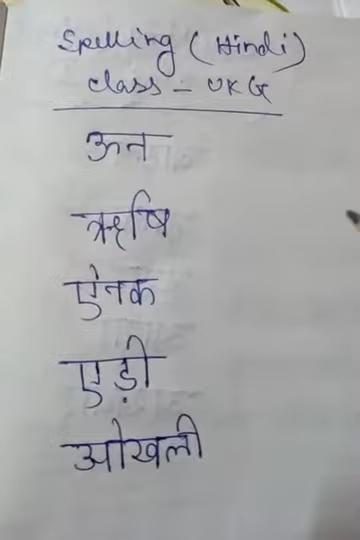 Spelling (Hindi)
Class - UKG
ऊन
ऋषि
ऐनक
एड़ी
ओखली